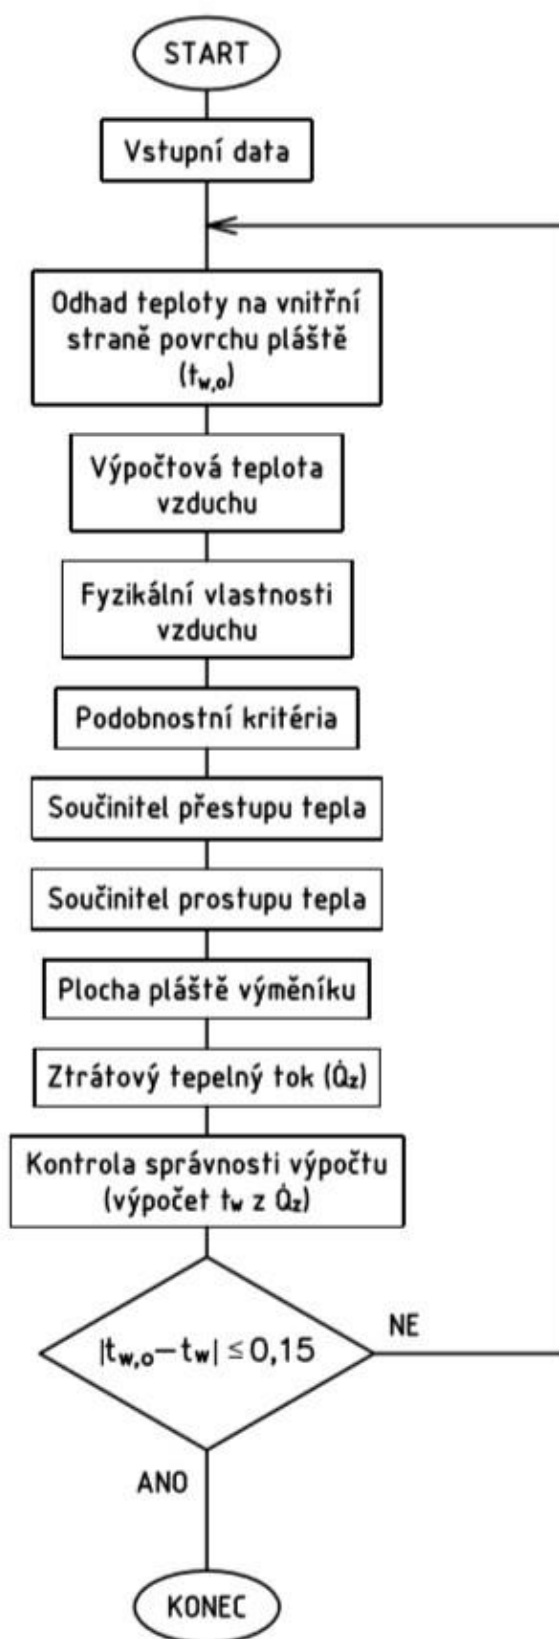 START
Vstupní data
Odhad teploty na vnitřní
straně povrchu pláště
(t_w,o)
Výpočtová teplota
vzduchu
Fyzikální vlastnosti
vzduchu
Podobnostní kritéria
Součinitel přestupu tepla
Součinitel prostupu tepla
Plocha pláště výměníku
Ztrátový tepelný tok (Q̇z)
Kontrola správnosti výpočtu
(výpočet tw z Q̇z)
|tw,o−tw| ≤ 0,15
NE
ANO
KONEC